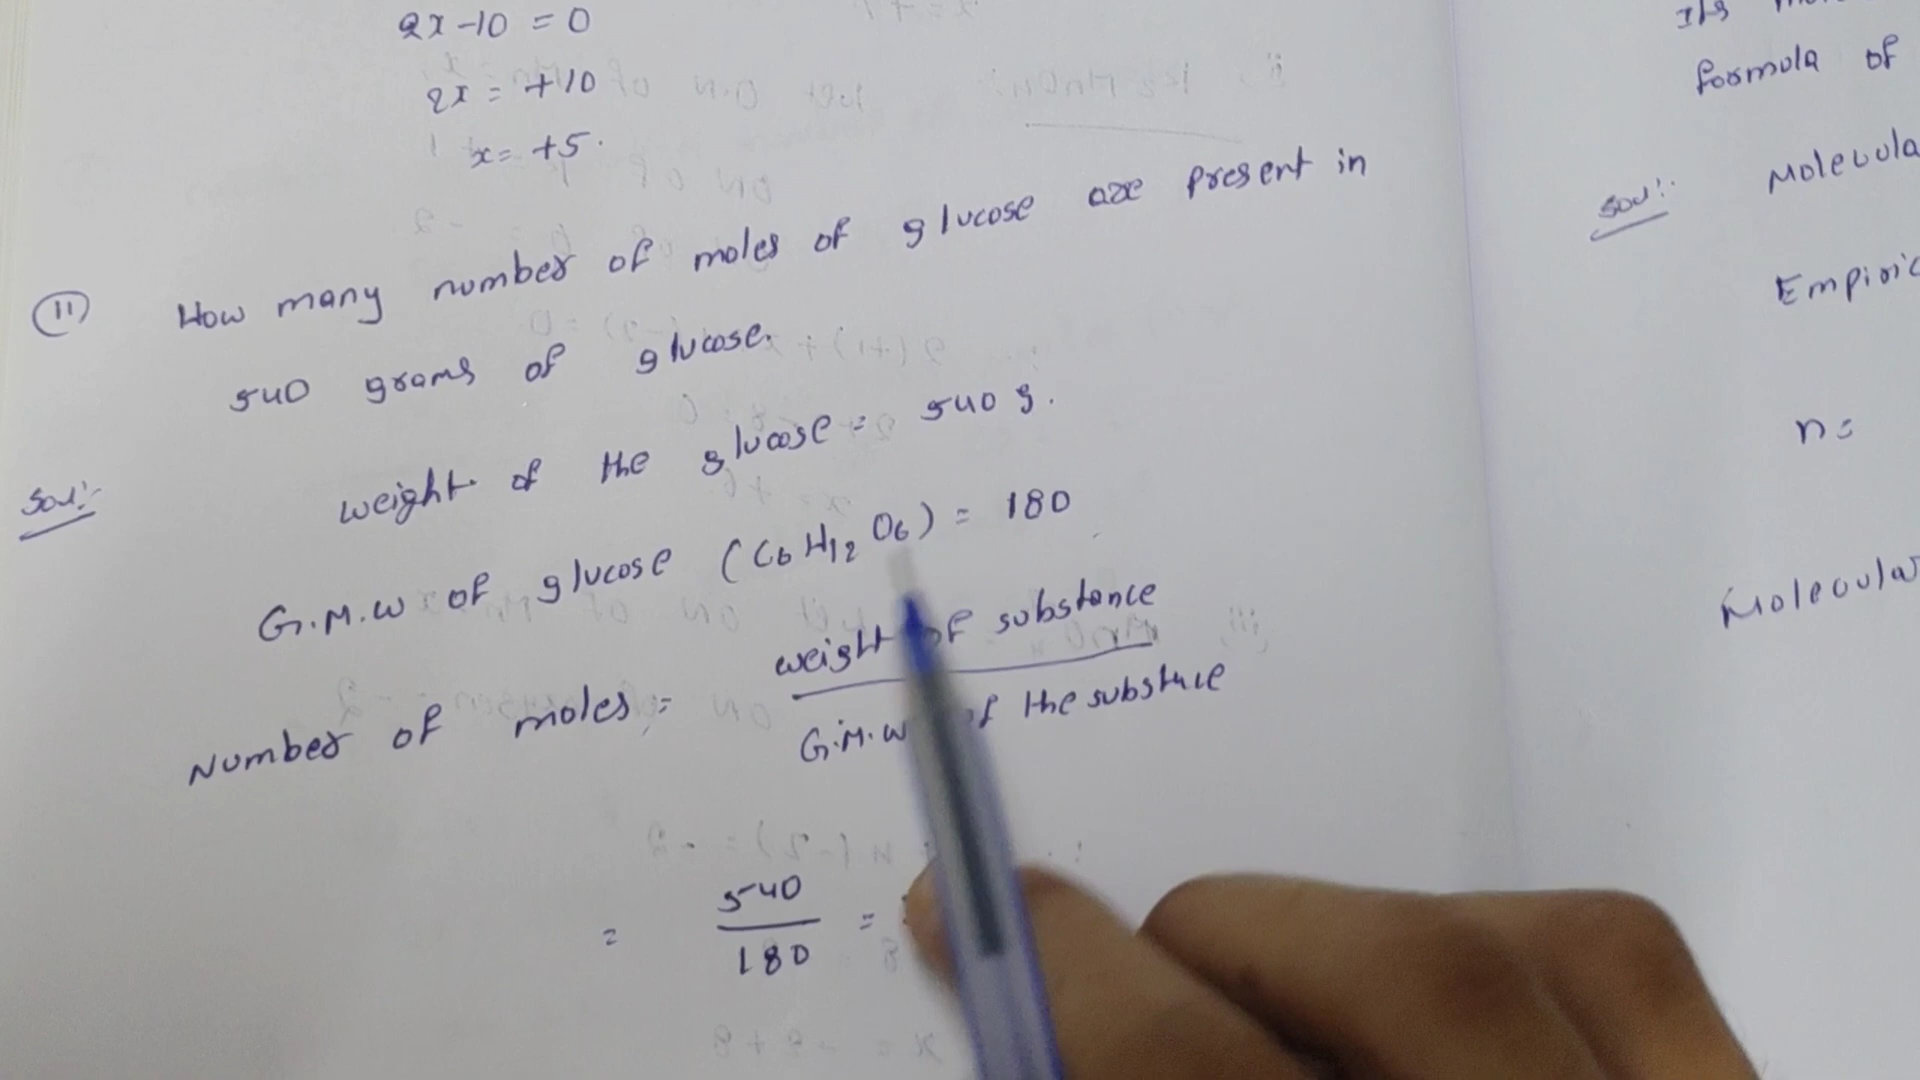 2x-10 = 0
2x = +10
x = +5.
(11) How many number of moles of glucose are present in
540 grams of glucose.
Sol:- weight of the glucose = 540 g.
G.M.W of glucose (C6H12O6) = 180
Number of moles = weight of substance
G.M.W of the substnce
= 540
180 =
formula of
Sol:- Molecula
Empiric
n=
Molecular